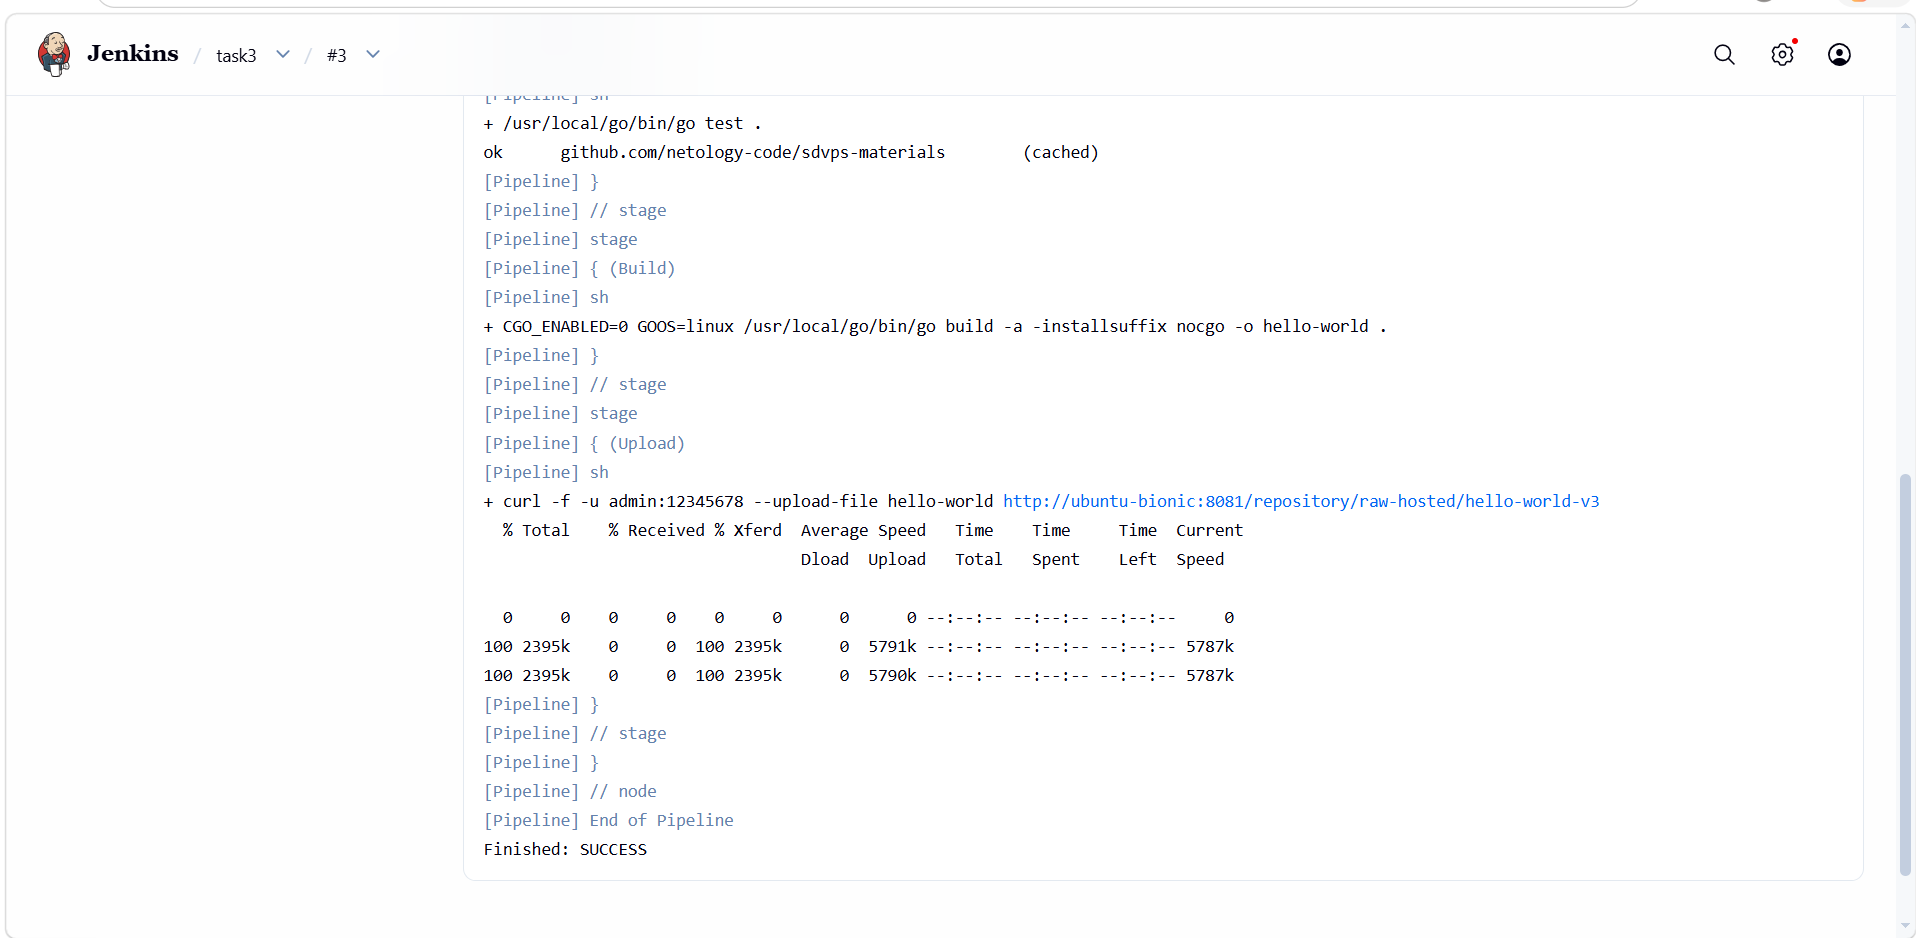 Jenkins / task3 / #3
[Pipeline] sh
+ /usr/local/go/bin/go test .
ok      github.com/netology-code/sdvps-materials        (cached)
[Pipeline] }
[Pipeline] // stage
[Pipeline] stage
[Pipeline] { (Build)
[Pipeline] sh
+ CGO_ENABLED=0 GOOS=linux /usr/local/go/bin/go build -a -installsuffix nocgo -o hello-world .
[Pipeline] }
[Pipeline] // stage
[Pipeline] stage
[Pipeline] { (Upload)
[Pipeline] sh
+ curl -f -u admin:12345678 --upload-file hello-world http://ubuntu-bionic:8081/repository/raw-hosted/hello-world-v3
  % Total    % Received % Xferd  Average Speed   Time    Time     Time  Current
                                 Dload  Upload   Total   Spent    Left  Speed
  0     0    0     0    0     0      0      0 --:--:-- --:--:-- --:--:--     0
100 2395k    0     0  100 2395k      0  5791k --:--:-- --:--:-- --:--:-- 5787k
100 2395k    0     0  100 2395k      0  5790k --:--:-- --:--:-- --:--:-- 5787k
[Pipeline] }
[Pipeline] // stage
[Pipeline] }
[Pipeline] // node
[Pipeline] End of Pipeline
Finished: SUCCESS